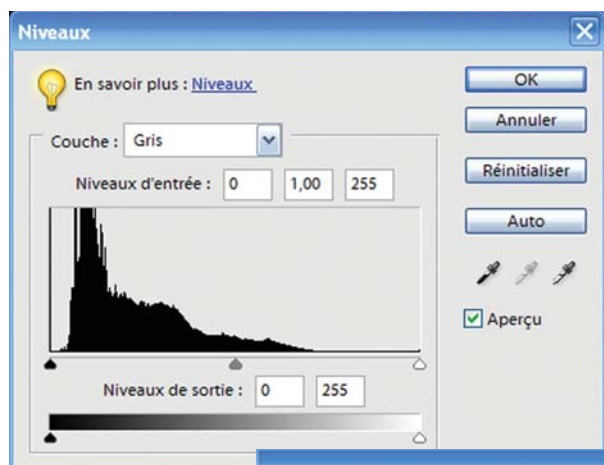 Niveaux
En savoir plus : Niveaux
OK
Annuler
Réinitialiser
Auto
Couche : Gris
Niveaux d'entrée : 0 1,00 255
Aperçu
Niveaux de sortie : 0 255